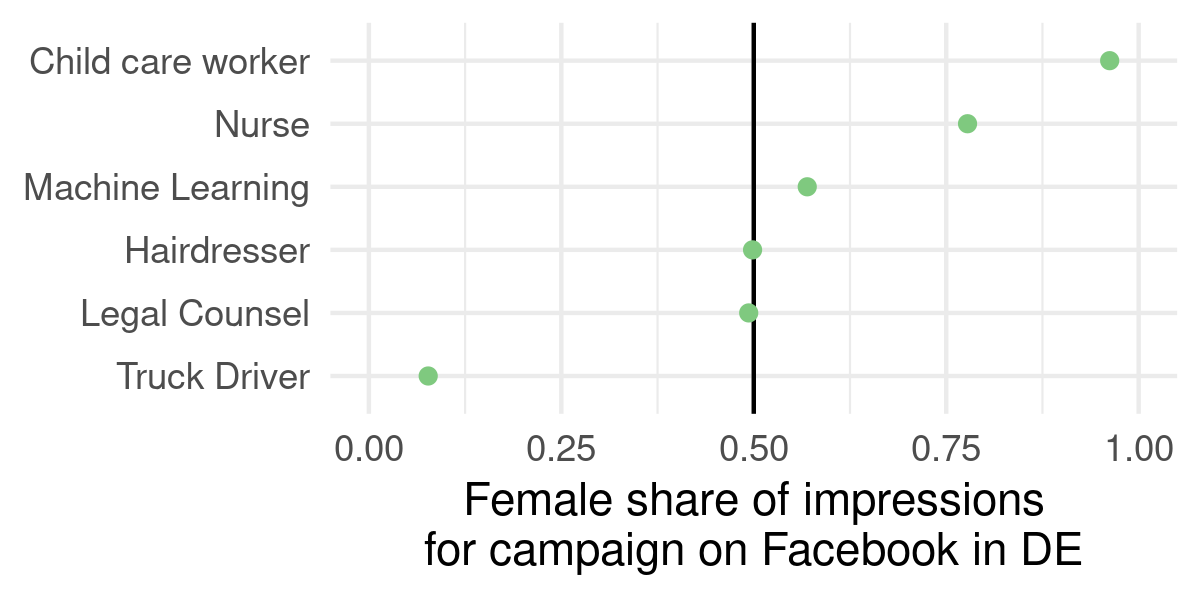 Child care worker
Nurse
Machine Learning
Hairdresser
Legal Counsel
Truck Driver
0.00 0.25 0.50 0.75 1.00
Female share of impressions
for campaign on Facebook in DE